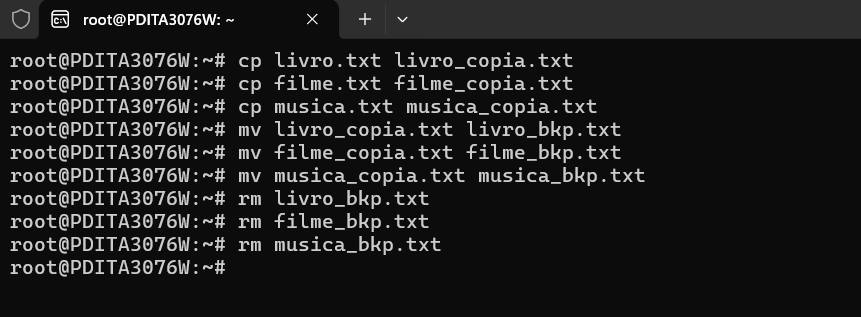 root@PDITA3076W: ~
root@PDITA3076W:~# cp livro.txt livro_copia.txt
root@PDITA3076W:~# cp filme.txt filme_copia.txt
root@PDITA3076W:~# cp musica.txt musica_copia.txt
root@PDITA3076W:~# mv livro_copia.txt livro_bkp.txt
root@PDITA3076W:~# mv filme_copia.txt filme_bkp.txt
root@PDITA3076W:~# mv musica_copia.txt musica_bkp.txt
root@PDITA3076W:~# rm livro_bkp.txt
root@PDITA3076W:~# rm filme_bkp.txt
root@PDITA3076W:~# rm musica_bkp.txt
root@PDITA3076W:~#